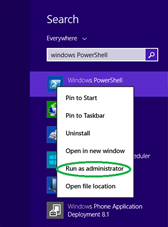 Search
Everywhere
windows PowerShell
Windows PowerShell
Pin to Start
Pin to Taskbar
Uninstall
Open in new window
Run as administrator
Open file location
Windows Phone Application
Deployment 8.1